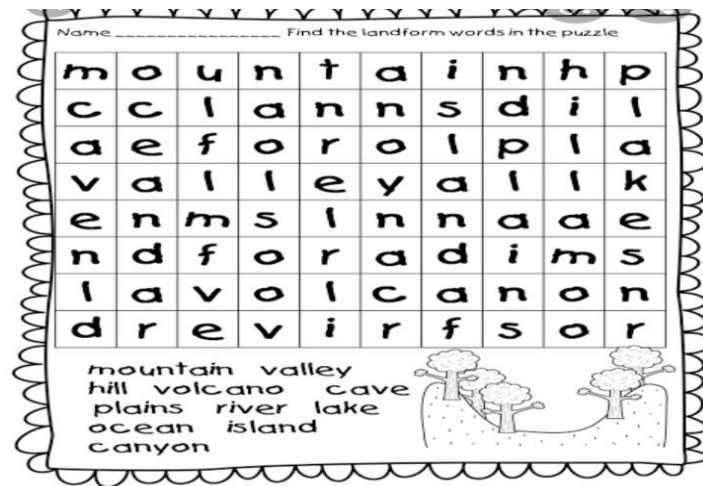 Name ________________ Find the landform words in the puzzle
m o u n t a i n h p
c c l a n n s d i l
a e f o r o l p l a
v a l l e y a l l k
e n m s l n n a a e
n d f o r a d i m s
l a v o l c a n o n
d r e v i r f s o r
mountain valley
hill volcano cave
plains river lake
ocean island
canyon